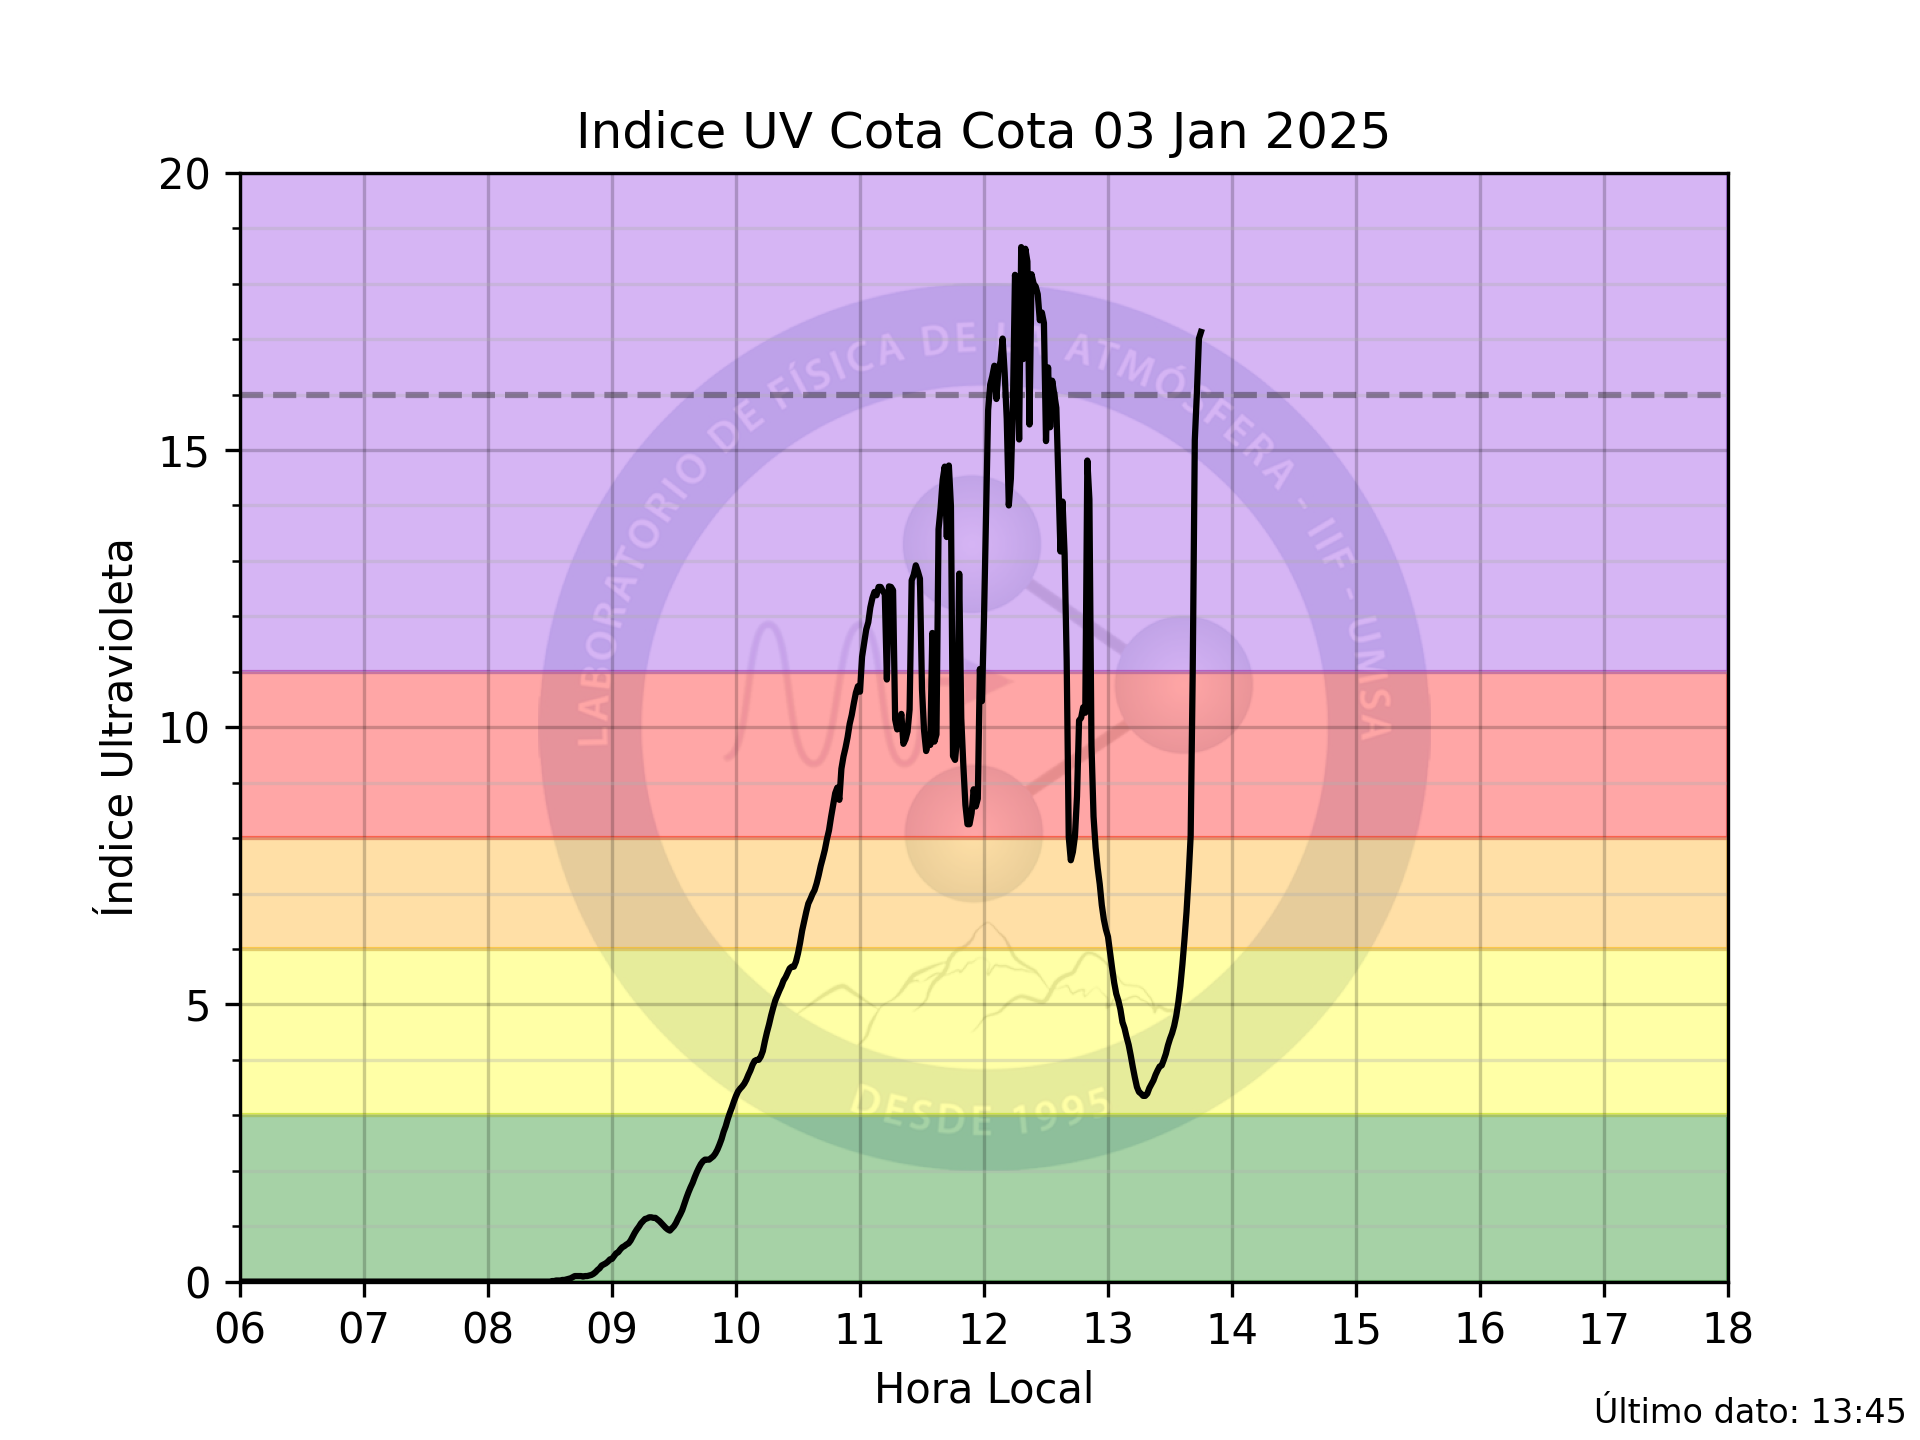 Indice UV Cota Cota 03 Jan 2025
20
15
10
5
0
Índice Ultravioleta
LABORATORIO DE FÍSICA DE LA ATMÓSFERA - IIF - UMSA
DESDE 1995
06 07 08 09 10 11 12 13 14 15 16 17 18
Hora Local
Último dato: 13:45